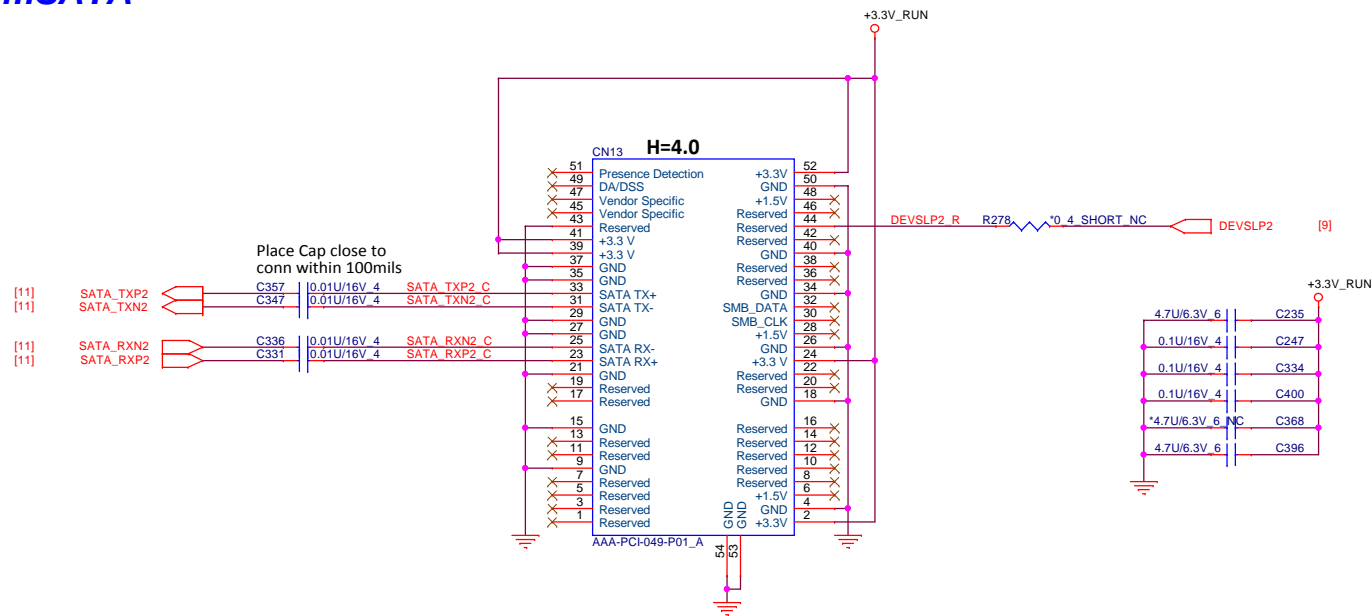 mSATA
+3.3V_RUN
CN13 H=4.0
51 Presence Detection +3.3V 52
49 DA/DSS GND 50
47 Vendor Specific +1.5V 48
45 Vendor Specific Reserved 46
43 Reserved Reserved 44 DEVSLP2_R R278 *0_4_SHORT_NC DEVSLP2 [9]
41 +3.3 V Reserved 42
39 +3.3 V GND 40
Place Cap close to
conn within 100mils
37 GND Reserved 38
35 GND Reserved 36
[11] SATA_TXP2 C357 0.01U/16V_4 SATA_TXP2_C 33 SATA TX+ GND 34
[11] SATA_TXN2 C347 0.01U/16V_4 SATA_TXN2_C 31 SATA TX- SMB_DATA 32
29 GND SMB_CLK 30
27 GND +1.5V 28
[11] SATA_RXN2 C336 0.01U/16V_4 SATA_RXN2_C 25 SATA RX- GND 26
[11] SATA_RXP2 C331 0.01U/16V_4 SATA_RXP2_C 23 SATA RX+ +3.3 V 24
21 GND Reserved 22
19 Reserved Reserved 20
17 Reserved GND 18
15 GND Reserved 16
13 Reserved Reserved 14
11 Reserved Reserved 12
9 GND Reserved 10
7 Reserved Reserved 8
5 Reserved +1.5V 6
3 Reserved GND 4
1 Reserved +3.3V 2
GND GND
AAA-PCI-049-P01_A
54 53
+3.3V_RUN
4.7U/6.3V_6 C235
0.1U/16V_4 C247
0.1U/16V_4 C334
0.1U/16V_4 C400
*4.7U/6.3V_6_NC C368
4.7U/6.3V_6 C396